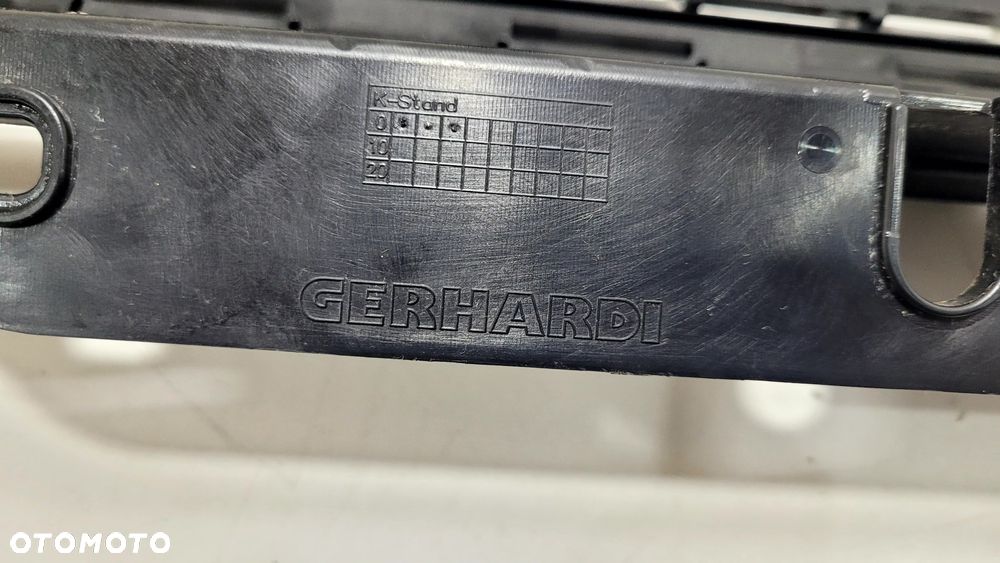 K-Stand
0
10
20
GERHARDI
OTOMOTO